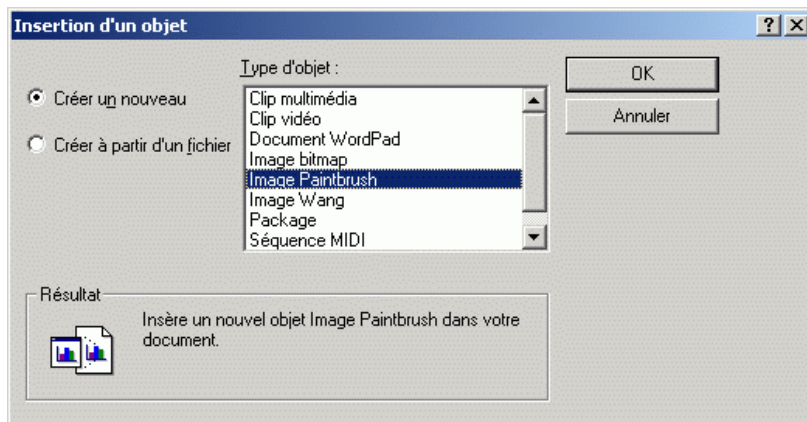 Insertion d'un objet
Type d'objet :
Créer un nouveau
Créer à partir d'un fichier
Clip multimédia
Clip vidéo
Document WordPad
Image bitmap
Image Paintbrush
Image Wang
Package
Séquence MIDI
OK
Annuler
Résultat
Insère un nouvel objet Image Paintbrush dans votre
document.